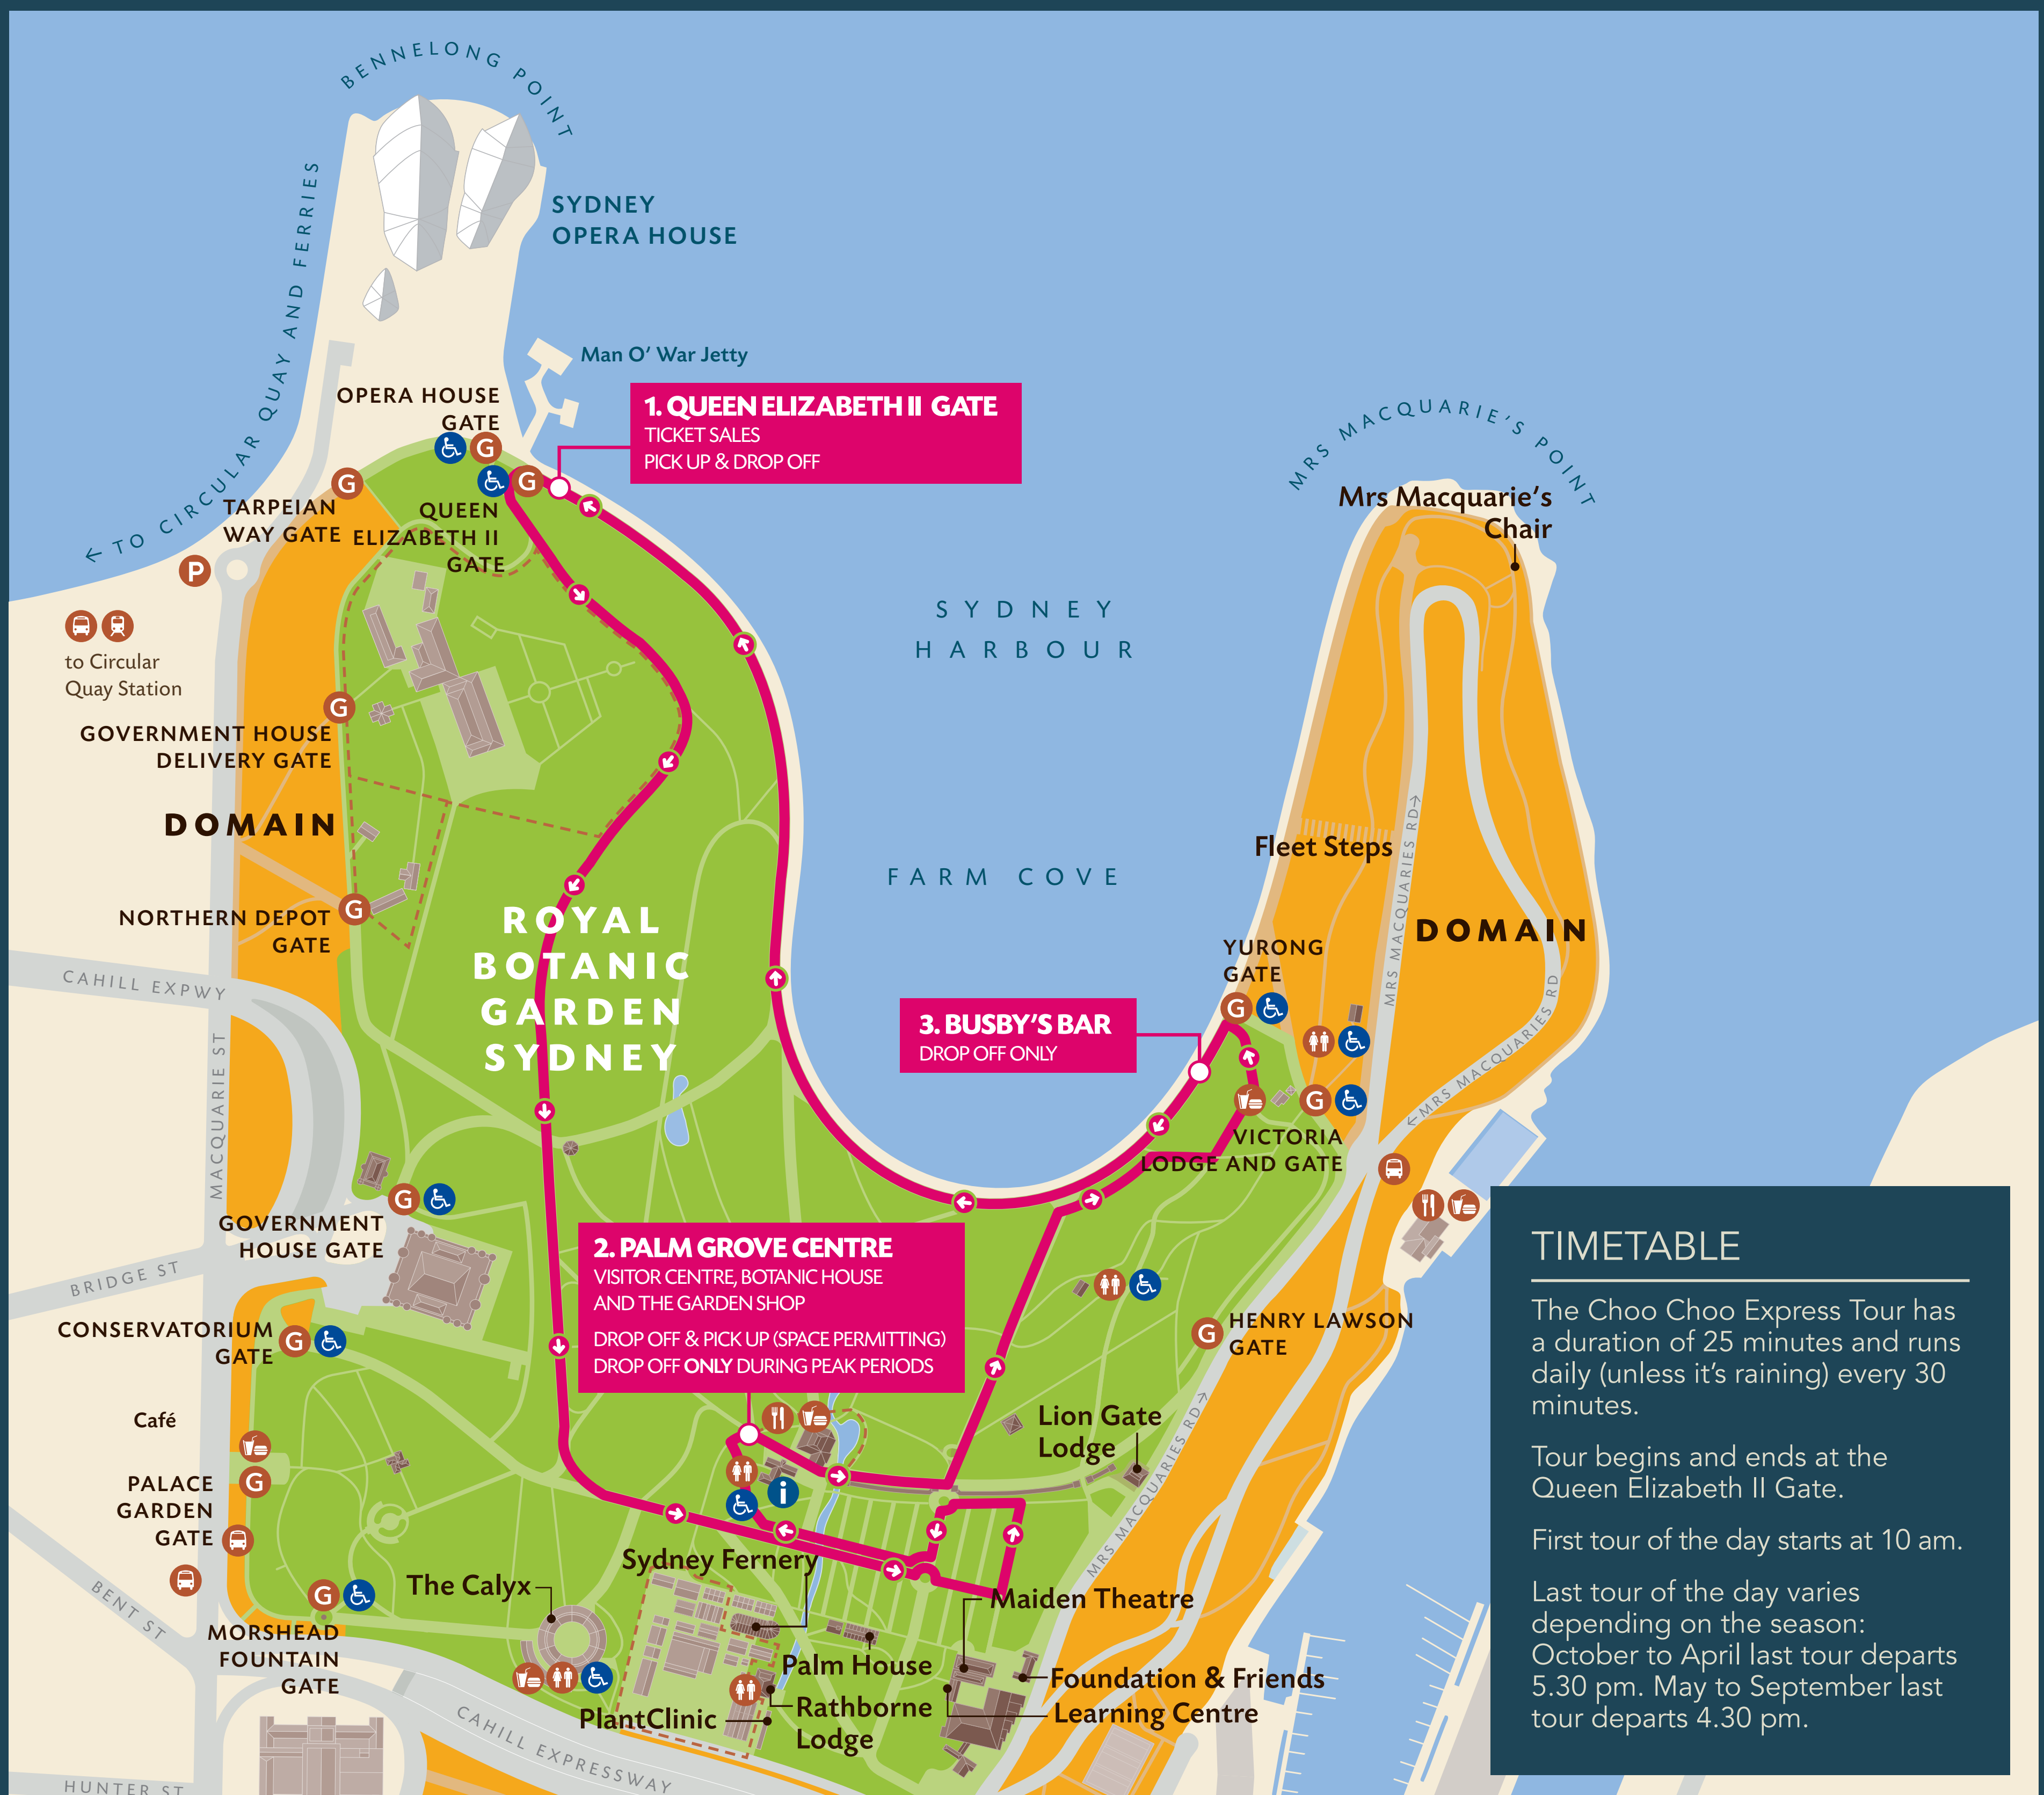 BENNELONG POINT
SYDNEY
OPERA HOUSE
← TO CIRCULAR QUAY AND FERRIES
Man O' War Jetty
OPERA HOUSE
GATE
G
G
1. QUEEN ELIZABETH II GATE
TICKET SALES
PICK UP & DROP OFF
G
TARPEIAN
WAY GATE
QUEEN
ELIZABETH II
GATE
P
to Circular
Quay Station
MRS MACQUARIE'S POINT
Mrs Macquarie's
Chair
SYDNEY
HARBOUR
G
GOVERNMENT HOUSE
DELIVERY GATE
DOMAIN
G
NORTHERN DEPOT
GATE
ROYAL
BOTANIC
GARDEN
SYDNEY
FARM COVE
Fleet Steps
MRS MACQUARIES RD→
DOMAIN
YURONG
GATE
G
3. BUSBY'S BAR
DROP OFF ONLY
←MRS MACQUARIES RD
G
VICTORIA
LODGE AND GATE
CAHILL EXPWY
MACQUARIE ST
G
GOVERNMENT
HOUSE GATE
BRIDGE ST
2. PALM GROVE CENTRE
VISITOR CENTRE, BOTANIC HOUSE
AND THE GARDEN SHOP
DROP OFF & PICK UP (SPACE PERMITTING)
DROP OFF ONLY DURING PEAK PERIODS
G
HENRY LAWSON
GATE
CONSERVATORIUM
GATE
G
Café
Lion Gate
Lodge
MRS MACQUARIES RD→
PALACE
GARDEN
GATE
G
i
BENT ST
G
MORSHEAD
FOUNTAIN
GATE
The Calyx
Sydney Fernery
Maiden Theatre
Palm House
Rathborne
Lodge
PlantClinic
Foundation & Friends
Learning Centre
CAHILL EXPRESSWAY
HUNTER ST
TIMETABLE
The Choo Choo Express Tour has
a duration of 25 minutes and runs
daily (unless it's raining) every 30
minutes.
Tour begins and ends at the
Queen Elizabeth II Gate.
First tour of the day starts at 10 am.
Last tour of the day varies
depending on the season:
October to April last tour departs
5.30 pm. May to September last
tour departs 4.30 pm.